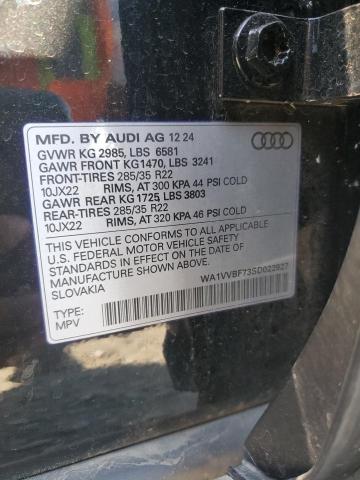 MFD. BY AUDI AG 12 24
GVWR KG 2985, LBS 6581
GAWR FRONT KG1470, LBS 3241
FRONT-TIRES 285/35 R22
10JX22 RIMS, AT 300 KPA 44 PSI COLD
GAWR REAR KG 1725, LBS 3803
REAR-TIRES 285/35 R22
10JX22 RIMS, AT 320 KPA 46 PSI COLD
THIS VEHICLE CONFORMS TO ALL APPLICABLE
U.S. FEDERAL MOTOR VEHICLE SAFETY STANDARDS
IN EFFECT ON THE DATE OF MANUFACTURE SHOWN ABOVE.
SLOVAKIA
WA1VVBF73SD022927
TYPE:
MPV